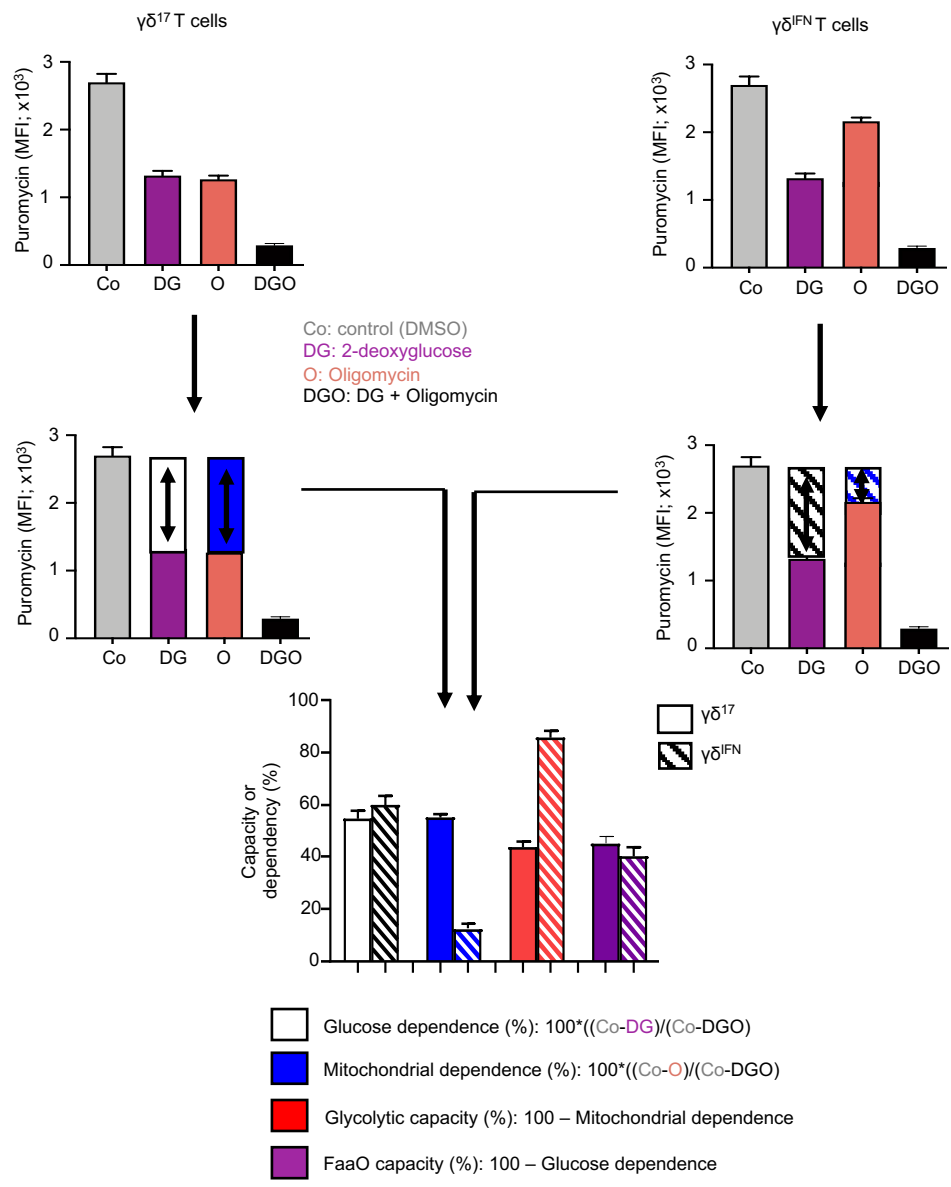 γδ¹⁷ T cells
γδᴵᶠᴺ T cells
Puromycin (MFI; x10³)
3
2
1
0
Co DG O DGO
Puromycin (MFI; x10³)
3
2
1
0
Co DG O DGO
Co: control (DMSO)
DG: 2-deoxyglucose
O: Oligomycin
DGO: DG + Oligomycin
Puromycin (MFI; x10³)
3
2
1
0
Co DG O DGO
Puromycin (MFI; x10³)
3
2
1
0
Co DG O DGO
γδ¹⁷
γδᴵᶠᴺ
Capacity or
dependency (%)
100
80
60
40
20
0
Glucose dependence (%): 100*((Co-DG)/(Co-DGO)
Mitochondrial dependence (%): 100*((Co-O)/(Co-DGO)
Glycolytic capacity (%): 100 – Mitochondrial dependence
FaaO capacity (%): 100 – Glucose dependence